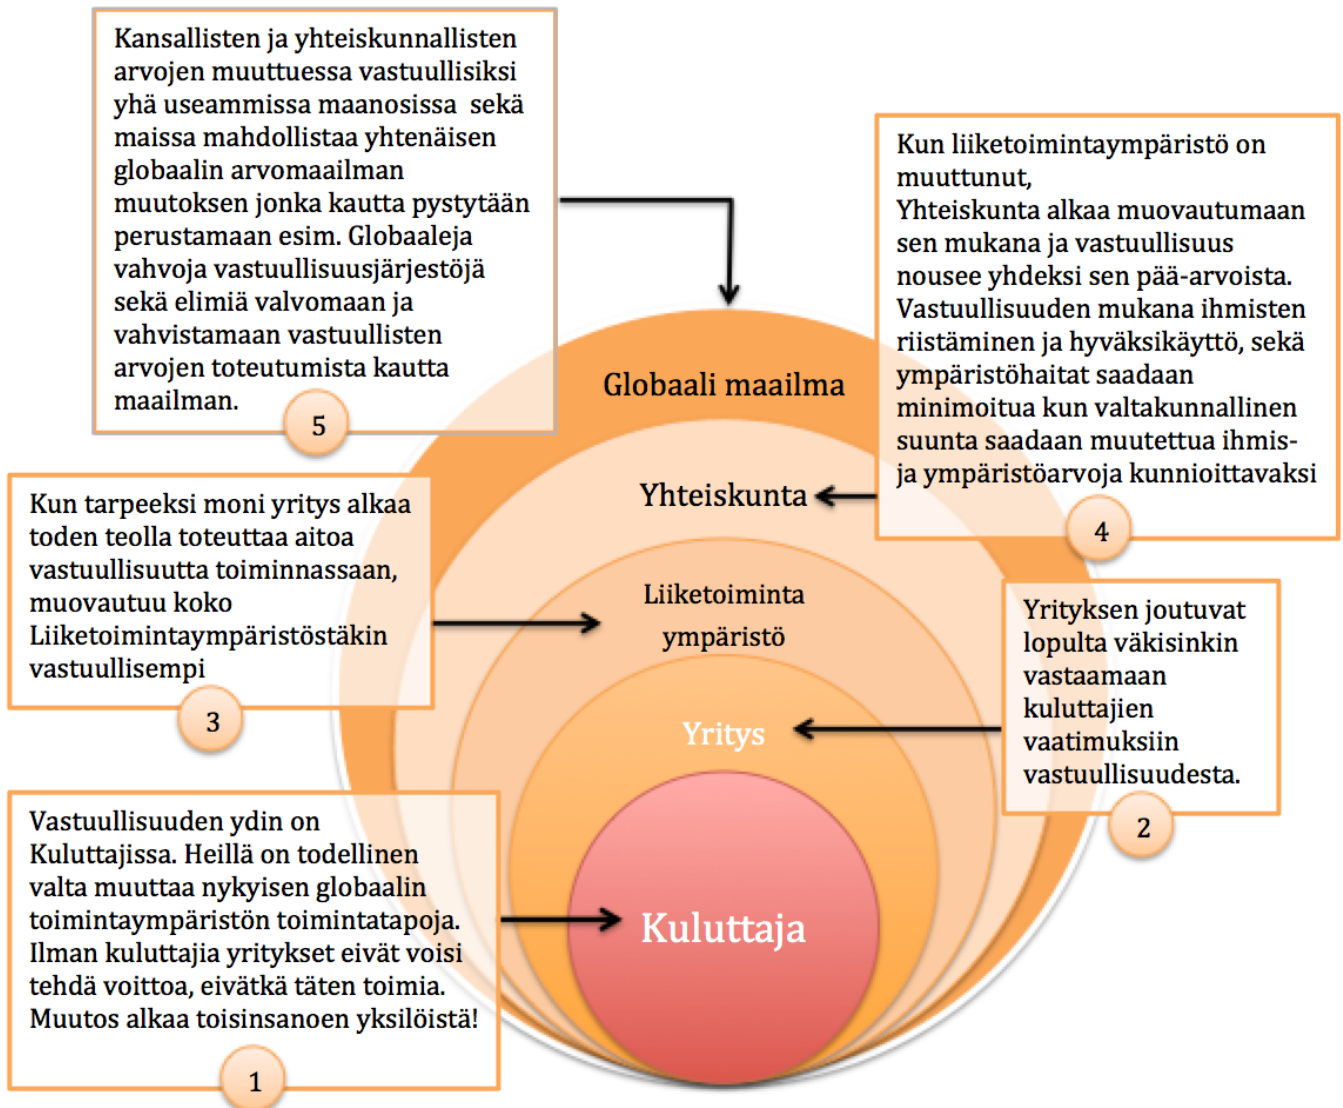 Kansallisten ja yhteiskunnallisten
arvojen muuttuessa vastuullisiksi
yhä useammissa maanosissa sekä
maissa mahdollistaa yhtenäisen
globaalin arvomaailman
muutoksen jonka kautta pystytään
perustamaan esim. Globaaleja
vahvoja vastuullisuusjärjestöjä
sekä elimiä valvomaan ja
vahvistamaan vastuullisten
arvojen toteutumista kautta
maailman.
5
Kun liiketoimintaympäristö on
muuttunut,
Yhteiskunta alkaa muovautumaan
sen mukana ja vastuullisuus
nousee yhdeksi sen pää-arvoista.
Vastuullisuuden mukana ihmisten
riistäminen ja hyväksikäyttö, sekä
ympäristöhaitat saadaan
minimoitua kun valtakunnallinen
suunta saadaan muutettua ihmis-
ja ympäristöarvoja kunnioittavaksi
4
Globaali maailma
Yhteiskunta
Kun tarpeeksi moni yritys alkaa
toden teolla toteuttaa aitoa
vastuullisuutta toiminnassaan,
muovautuu koko
Liiketoimintaympäristöstäkin
vastuullisempi
3
Liiketoiminta
ympäristö
Yrityksen joutuvat
lopulta väkisinkin
vastaamaan
kuluttajien
vaatimuksiin
vastuullisuudesta.
2
Yritys
Vastuullisuuden ydin on
Kuluttajissa. Heillä on todellinen
valta muuttaa nykyisen globaalin
toimintaympäristön toimintatapoja.
Ilman kuluttajia yritykset eivät voisi
tehdä voittoa, eivätkä täten toimia.
Muutos alkaa toisinsanoen yksilöistä!
1
Kuluttaja